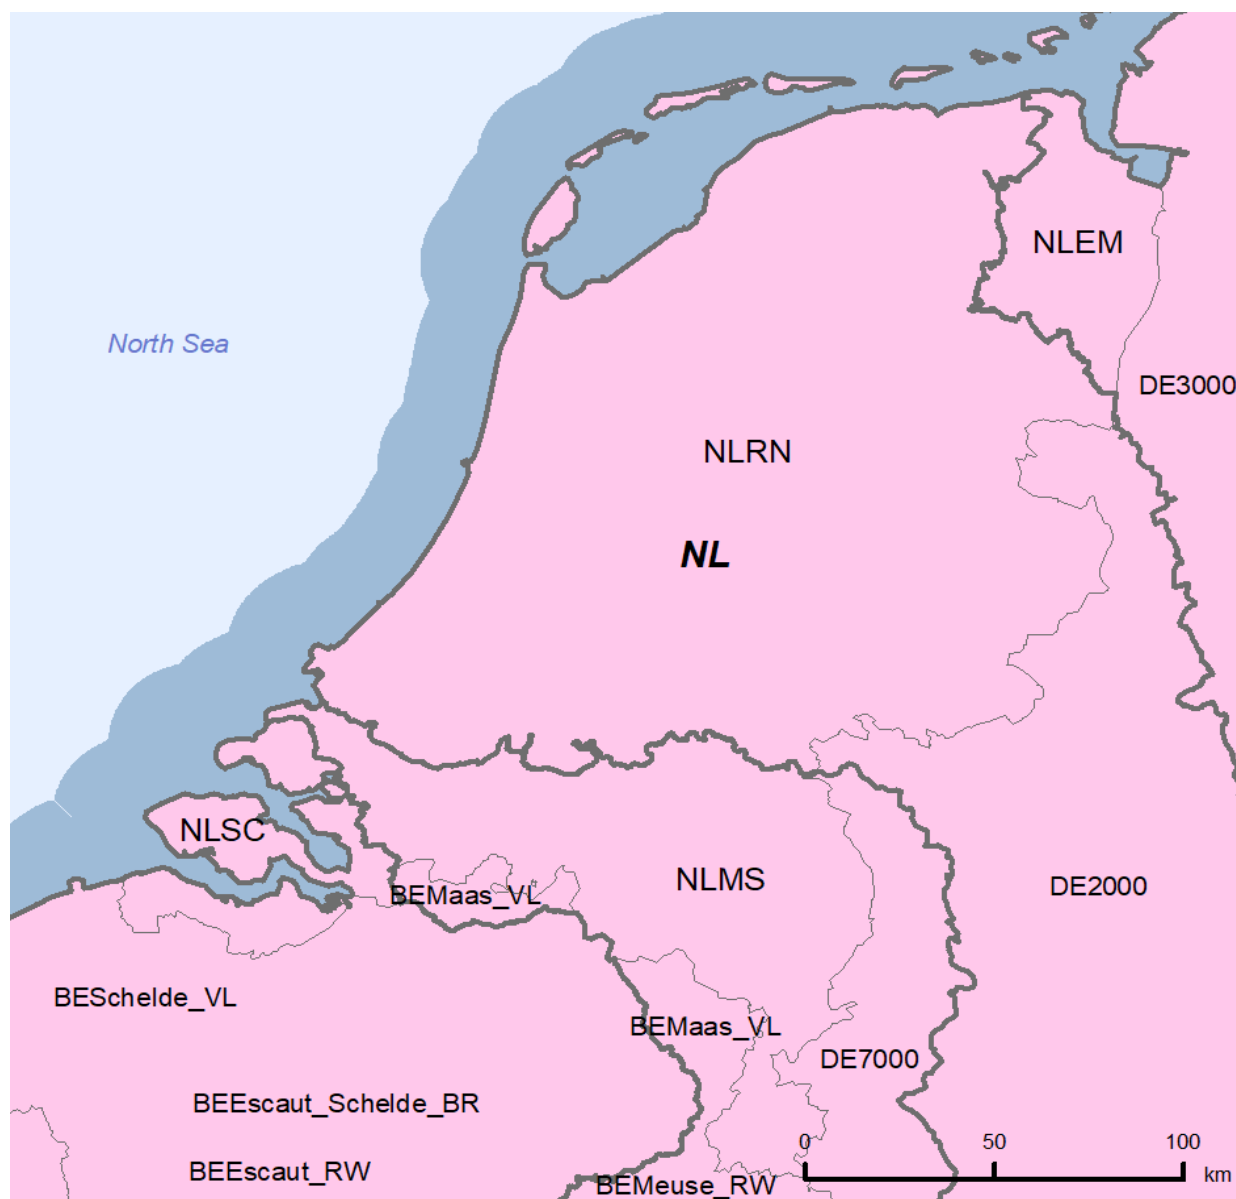 NLEM
North Sea
DE3000
NLRN
NL
NLSC
NLMS
BEMaas_VL
DE2000
BESchelde_VL
BEMaas_VL
DE7000
BEEscaut_Schelde_BR
0 50 100
BEEscaut_RW
BEMeuse_RW
km